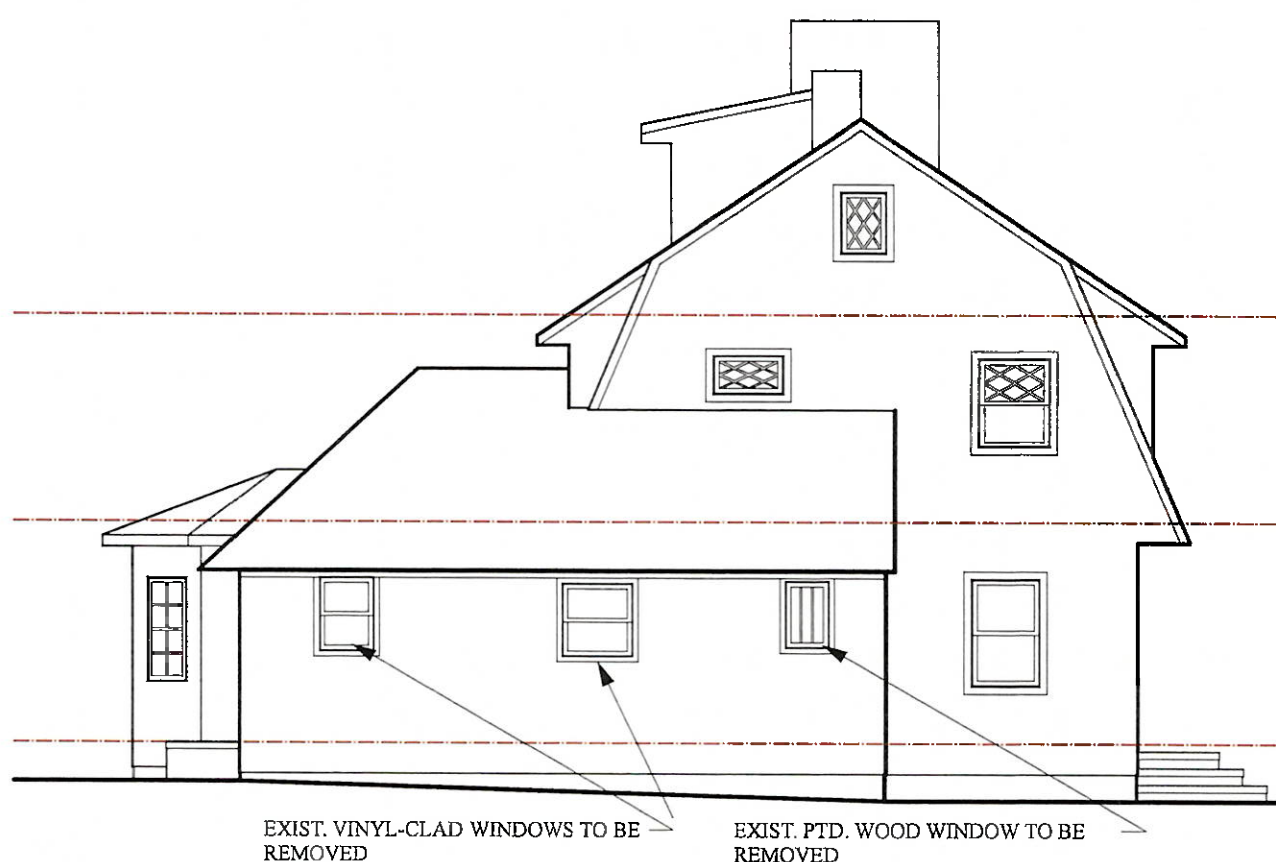 EXIST. VINYL-CLAD WINDOWS TO BE
REMOVED
EXIST. PTD. WOOD WINDOW TO BE
REMOVED